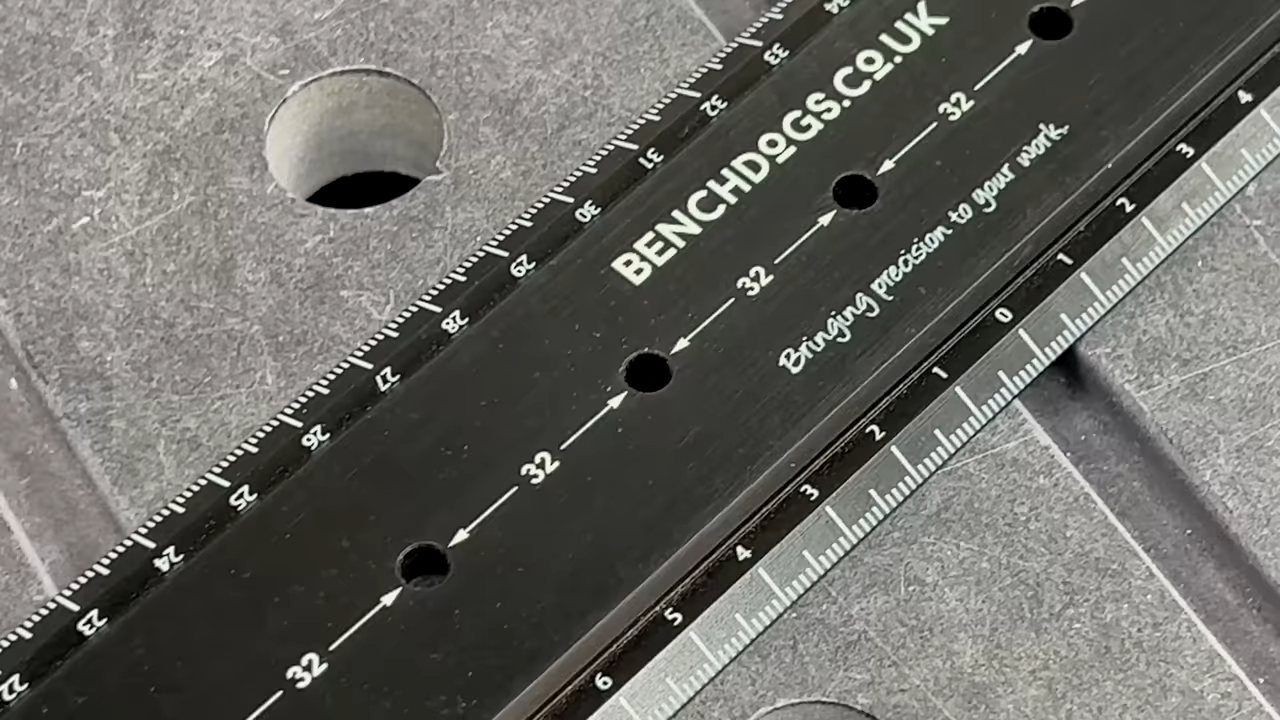 34 33 32 31 30 29 28 27 26 25 24 23 22
BENCHDOGS.CO.UK
32 32 32 32
Bringing precision to your work.
6 5 4 3 2 1 0 1 2 3 4